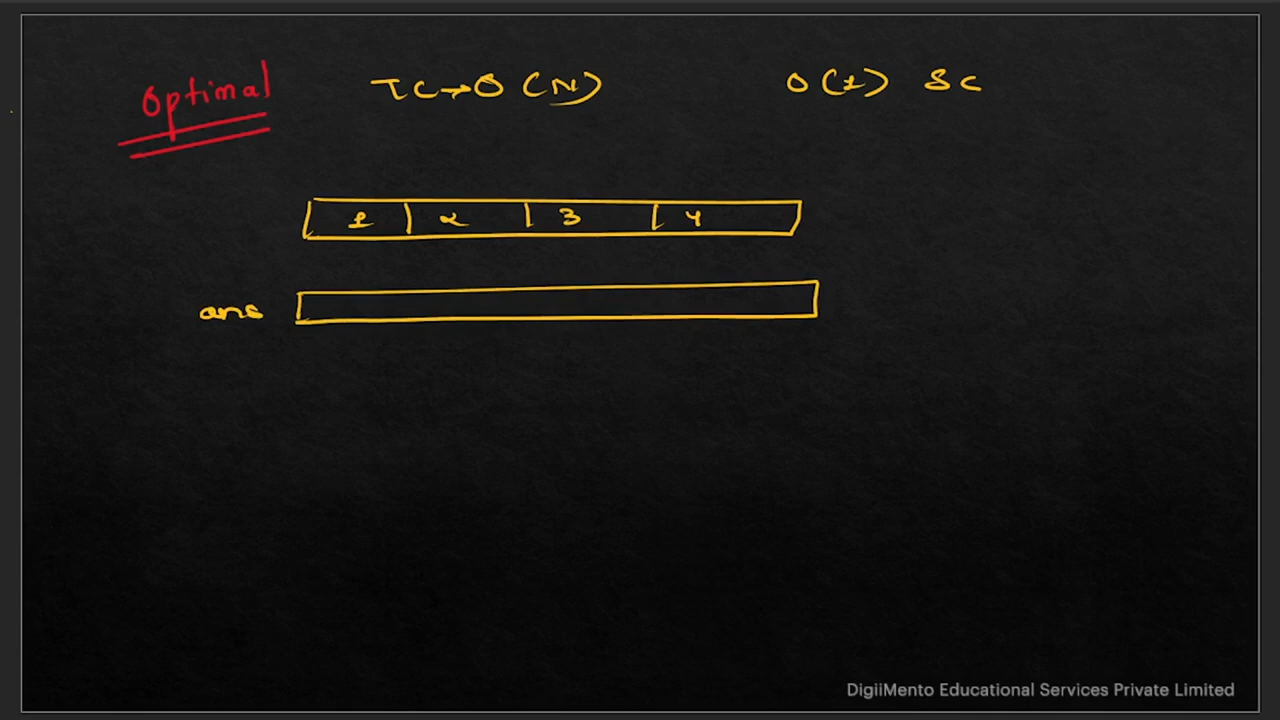 Optimal TC→O (N) O(1) SC
1 2 3 4
ans
DigiiMento Educational Services Private Limited